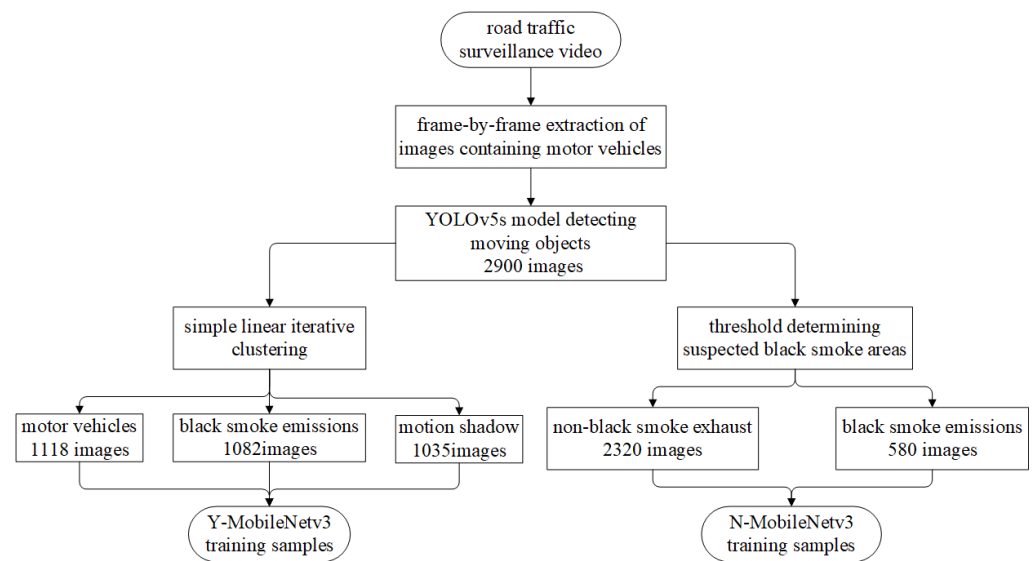 road traffic
surveillance video
frame-by-frame extraction of
images containing motor vehicles
YOLOv5s model detecting
moving objects
2900 images
simple linear iterative
clustering
threshold determining
suspected black smoke areas
motor vehicles
1118 images
black smoke emissions
1082images
motion shadow
1035images
non-black smoke exhaust
2320 images
black smoke emissions
580 images
Y-MobileNetv3
training samples
N-MobileNetv3
training samples